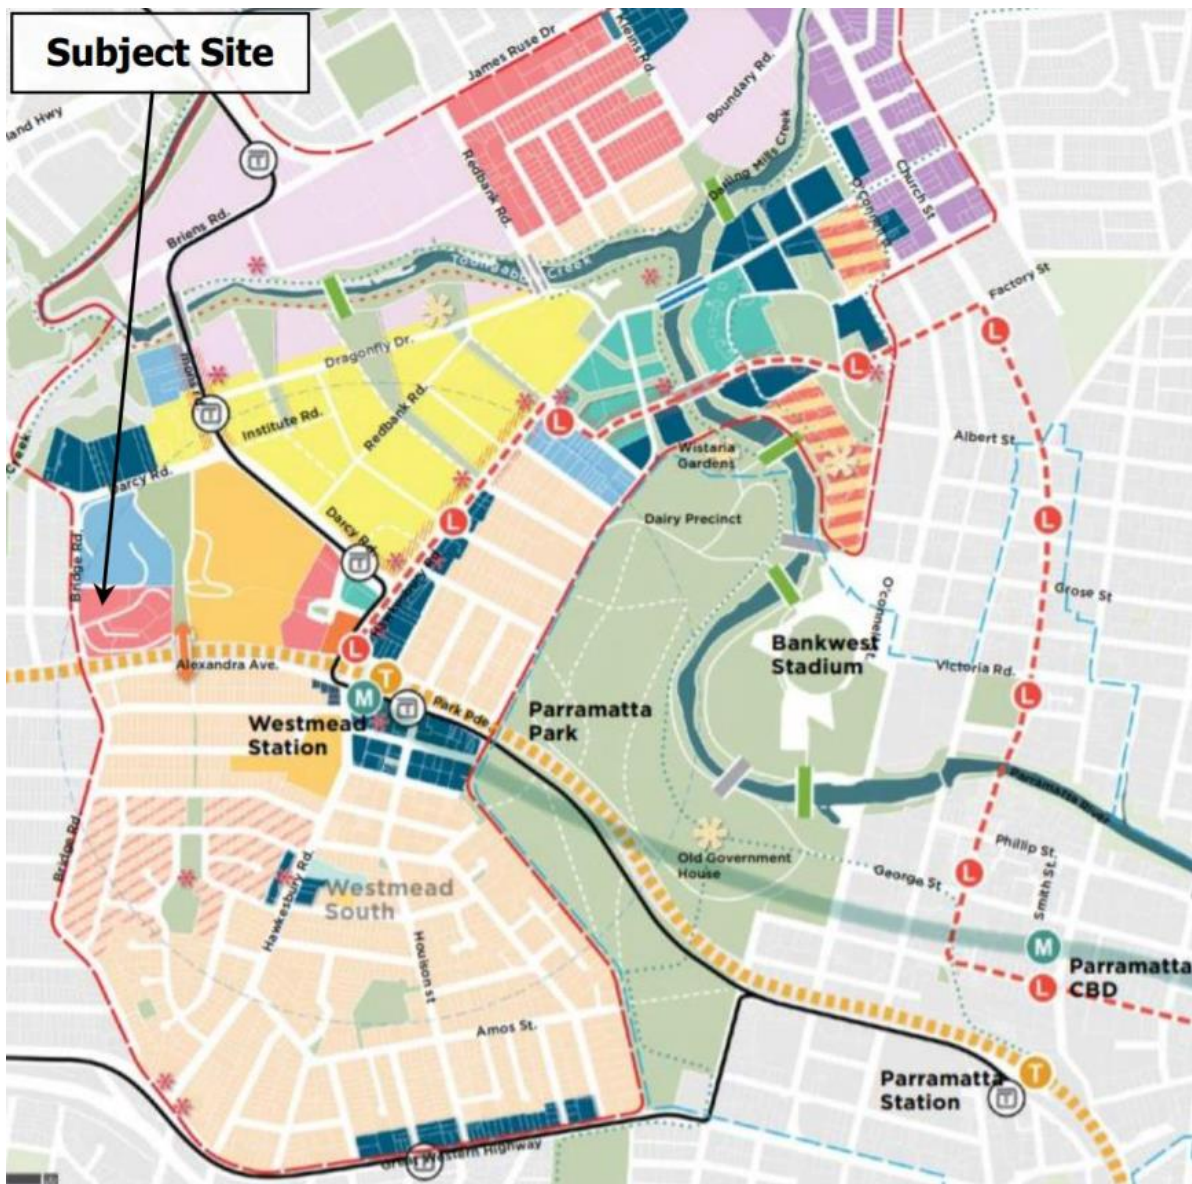 Subject Site
James Ruse Dr
Kleins Rd.
Boundary Rd.
land Hwy
Redbank Rd.
Darling Mills Creek
Church St
O'Connell
Briens Rd.
Toongabbie Creek
Factory St
L
Dragonfly Dr.
Redbank Rd.
Institute Rd.
L
L
Creek
Darcy Rd.
Albert St.
Wistaria
Gardens
L
L
Dairy Precinct
Darcy Rd.
Bridge Rd.
Grose St
O'connell St.
L
Bankwest
Stadium
Alexandra Ave.
Victoria Rd.
T
M
L
Park Pde
Westmead
Station
Parramatta
Park
Parramatta River
Bridge Rd
Hawkesbury Rd.
Old Government
House
Phillip St.
George St
L
Smith St.
Westmead
South
Houison st
M
Parramatta
CBD
L
Amos St.
T
Parramatta
Station
Great Western Highway